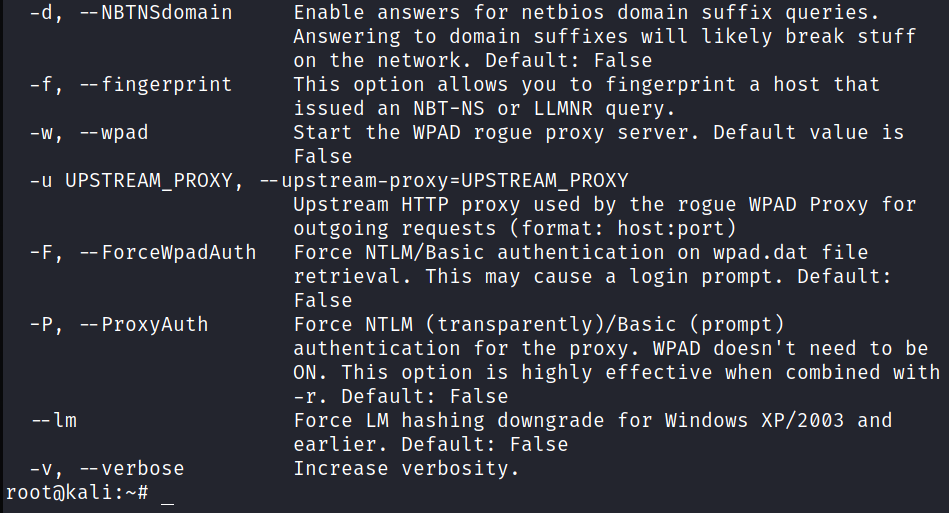 -d, --NBTNSdomain Enable answers for netbios domain suffix queries.
Answering to domain suffixes will likely break stuff
on the network. Default: False
-f, --fingerprint This option allows you to fingerprint a host that
issued an NBT-NS or LLMNR query.
-w, --wpad Start the WPAD rogue proxy server. Default value is
False
-u UPSTREAM_PROXY, --upstream-proxy=UPSTREAM_PROXY
Upstream HTTP proxy used by the rogue WPAD Proxy for
outgoing requests (format: host:port)
-F, --ForceWpadAuth Force NTLM/Basic authentication on wpad.dat file
retrieval. This may cause a login prompt. Default:
False
-P, --ProxyAuth Force NTLM (transparently)/Basic (prompt)
authentication for the proxy. WPAD doesn't need to be
ON. This option is highly effective when combined with
-r. Default: False
--lm Force LM hashing downgrade for Windows XP/2003 and
earlier. Default: False
-v, --verbose Increase verbosity.
root@kali:~# _